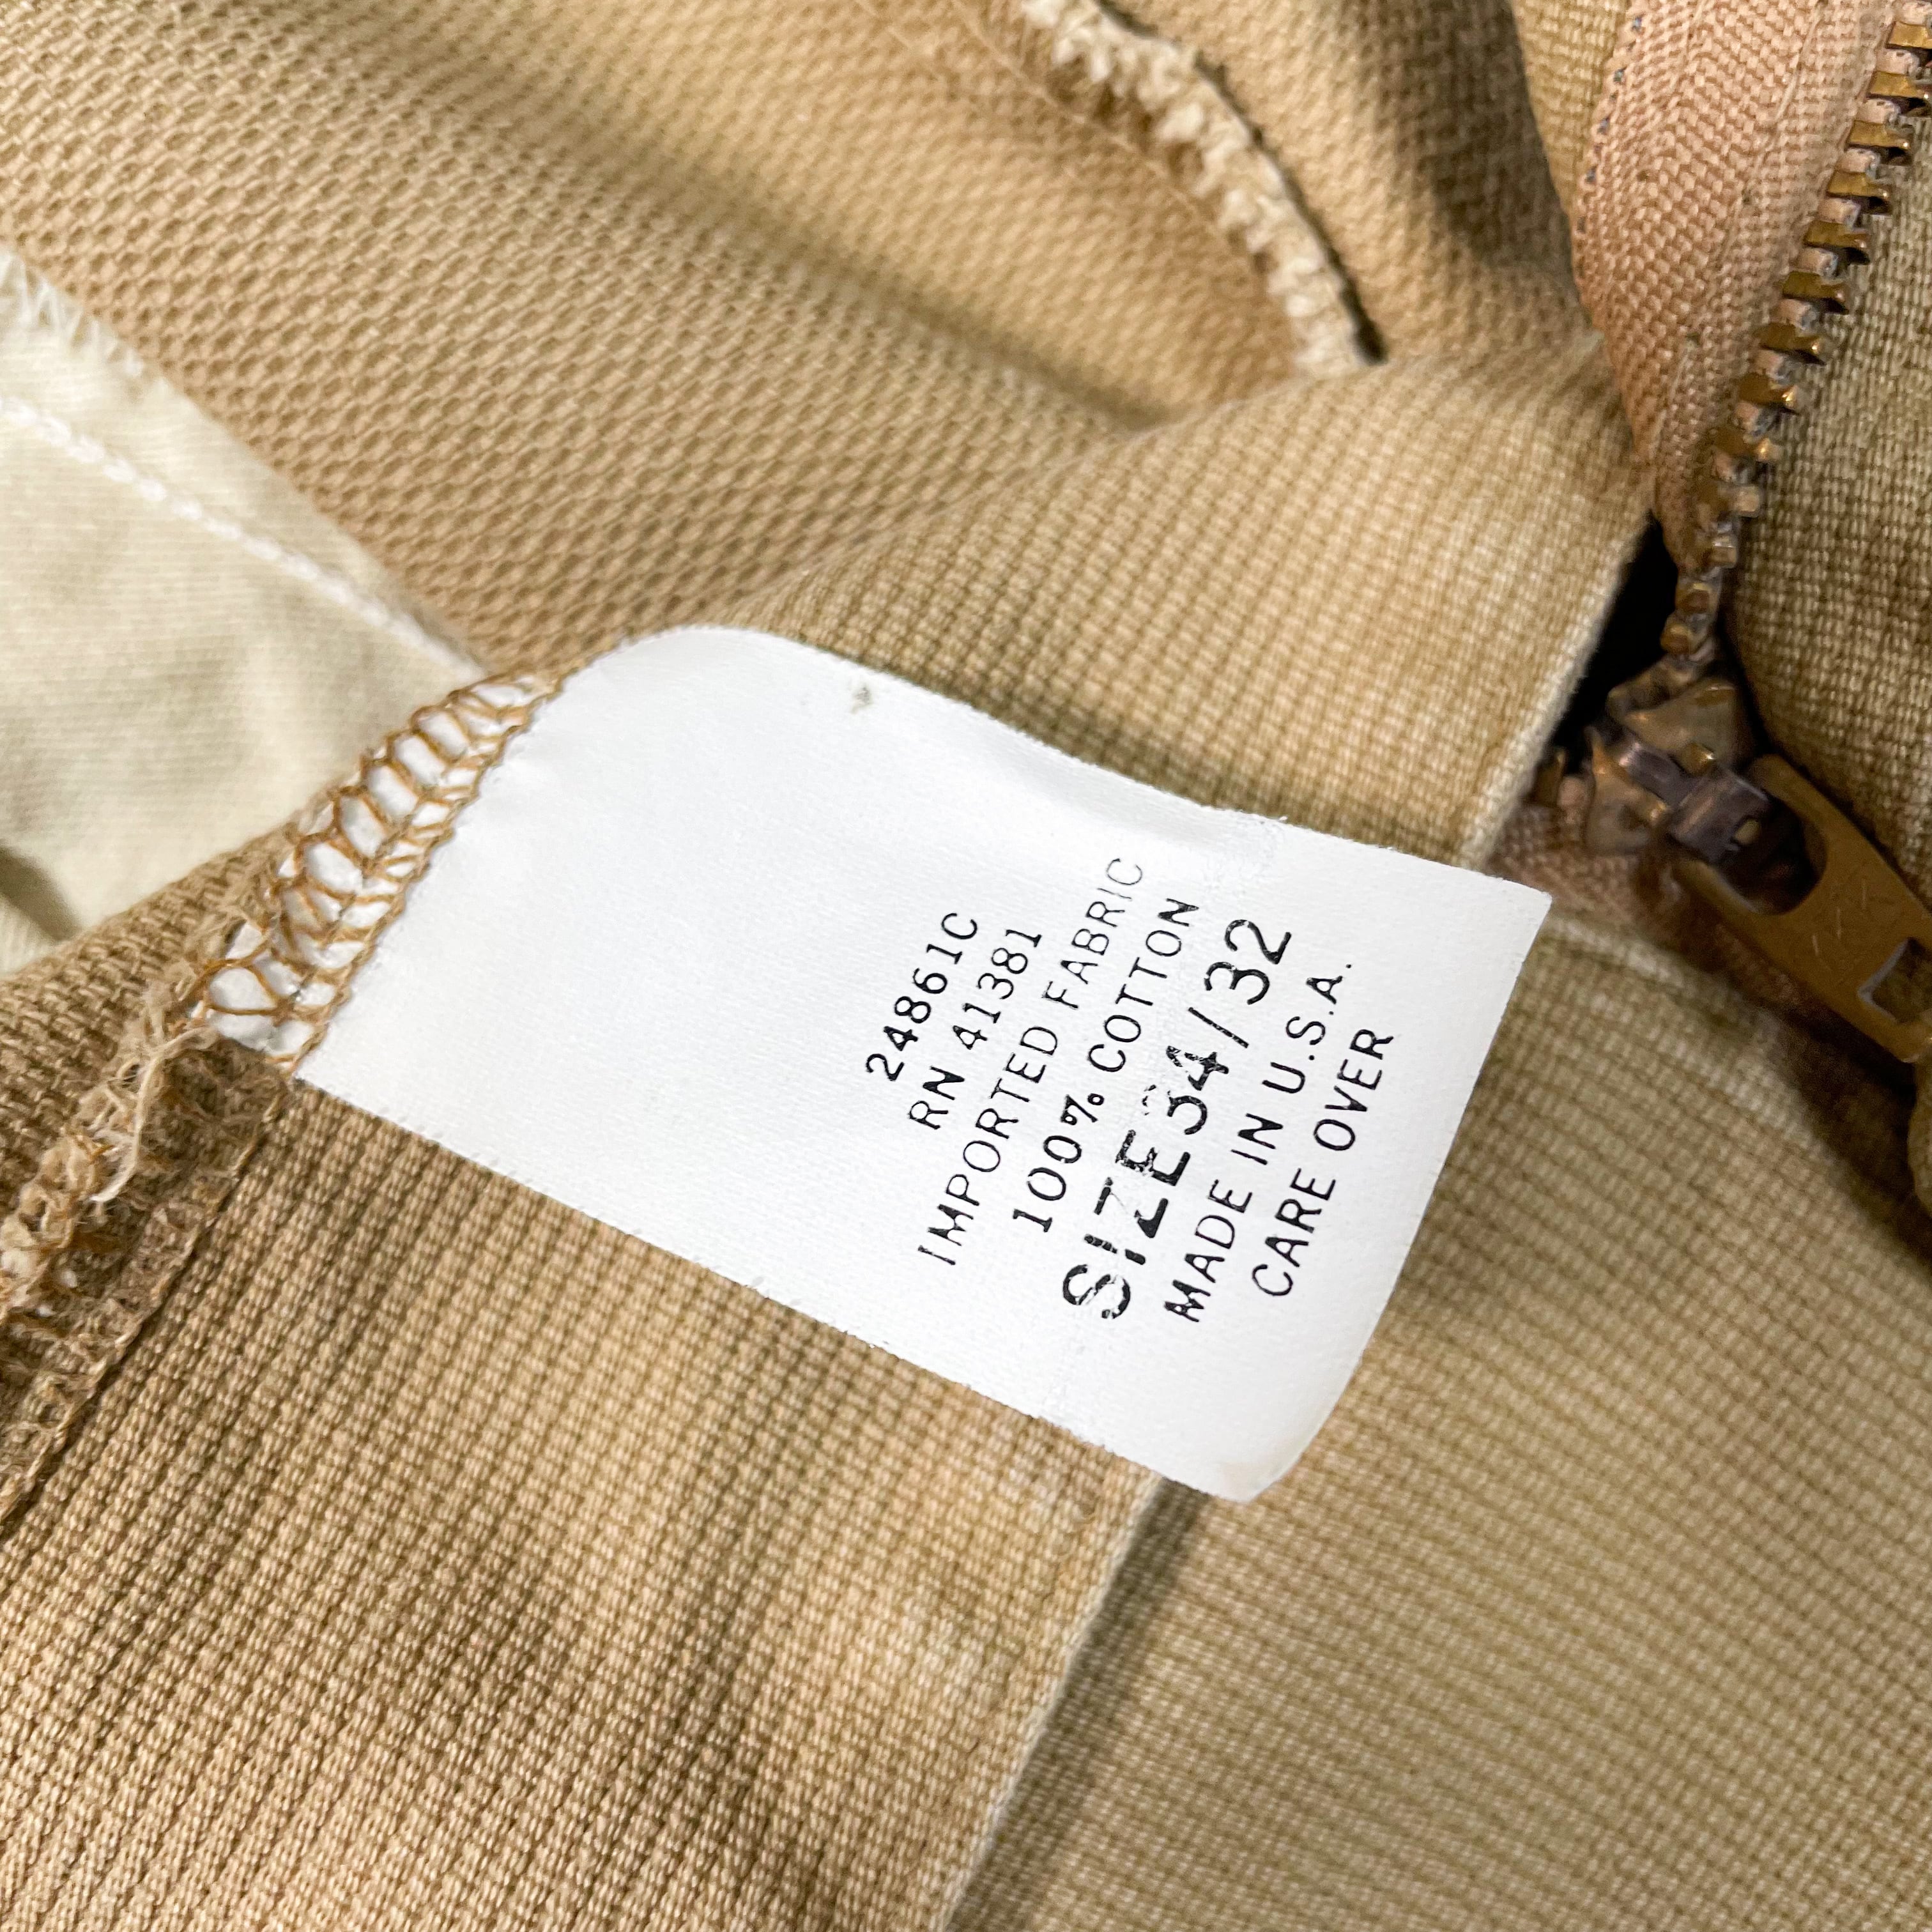 24861C
RN 41381
IMPORTED FABRIC
100% COTTON
SIZE 34/32
MADE IN U.S.A.
CARE OVER